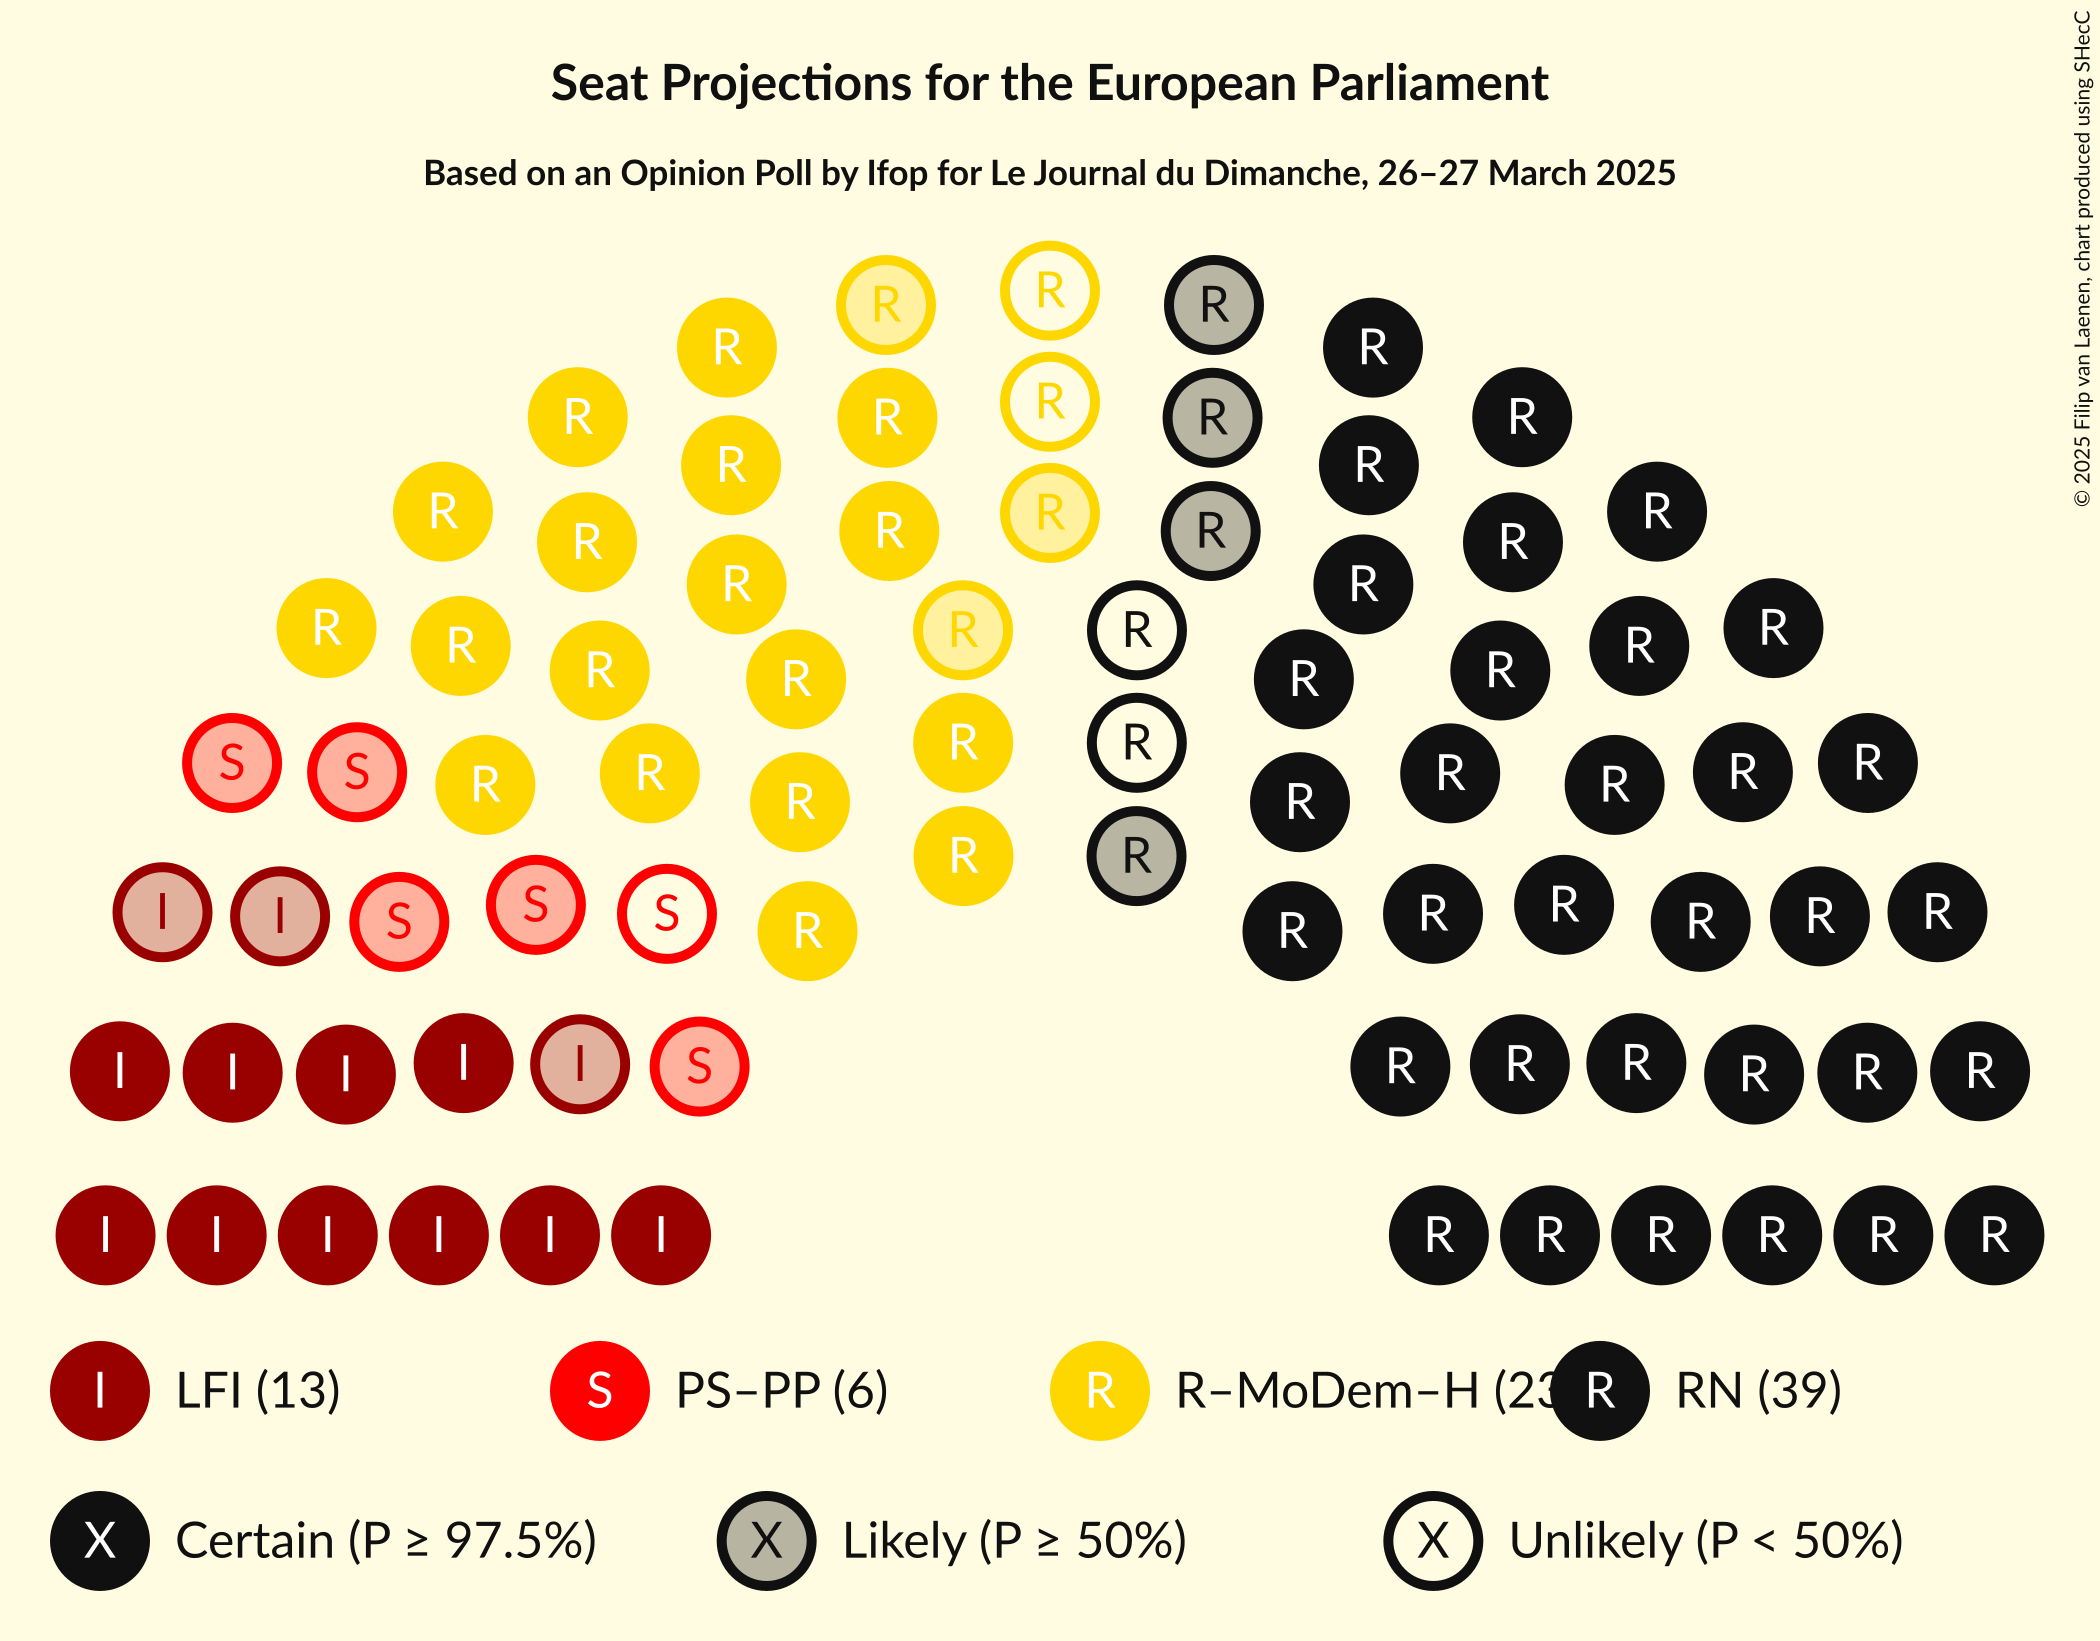 Seat Projections for the European Parliament
Based on an Opinion Poll by Ifop for Le Journal du Dimanche, 26–27 March 2025
© 2025 Filip van Laenen, chart produced using SHecC
R R R R R
R R R R R
R R R R
R R R R
R R R R
R R R R
R R R R
R R R R
S S R R R R R R R R R R
I I S S S R R R R R R R
R R
I I I I I S R R R R R R
I I I I I I R R R R R R
I LFI (13) S PS–PP (6) R R–MoDem–H (23 R RN (39)
X Certain (P ≥ 97.5%) X Likely (P ≥ 50%) X Unlikely (P < 50%)